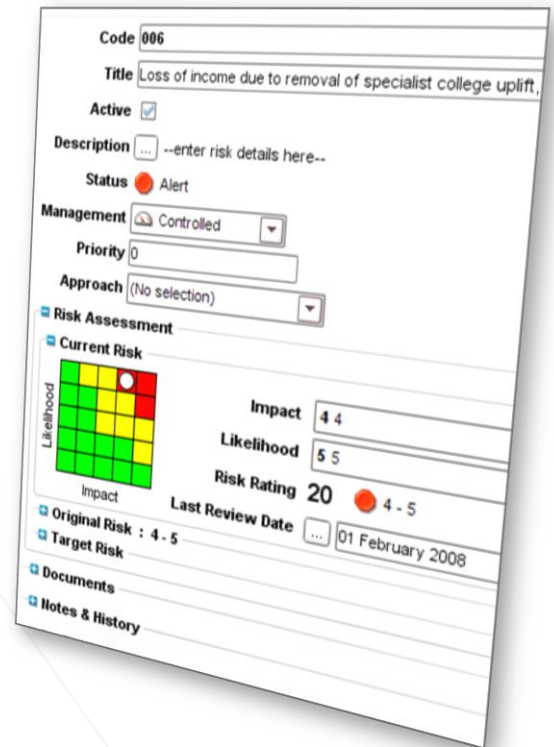 Code 006
Title Loss of income due to removal of specialist college uplift,
Active
Description ... --enter risk details here--
Status Alert
Management Controlled
Priority 0
Approach (No selection)
Risk Assessment
Current Risk
Likelihood
Impact
Impact 4 4
Likelihood 5 5
Risk Rating 20 4 - 5
Last Review Date ... 01 February 2008
Original Risk : 4 - 5
Target Risk
Documents
Notes & History